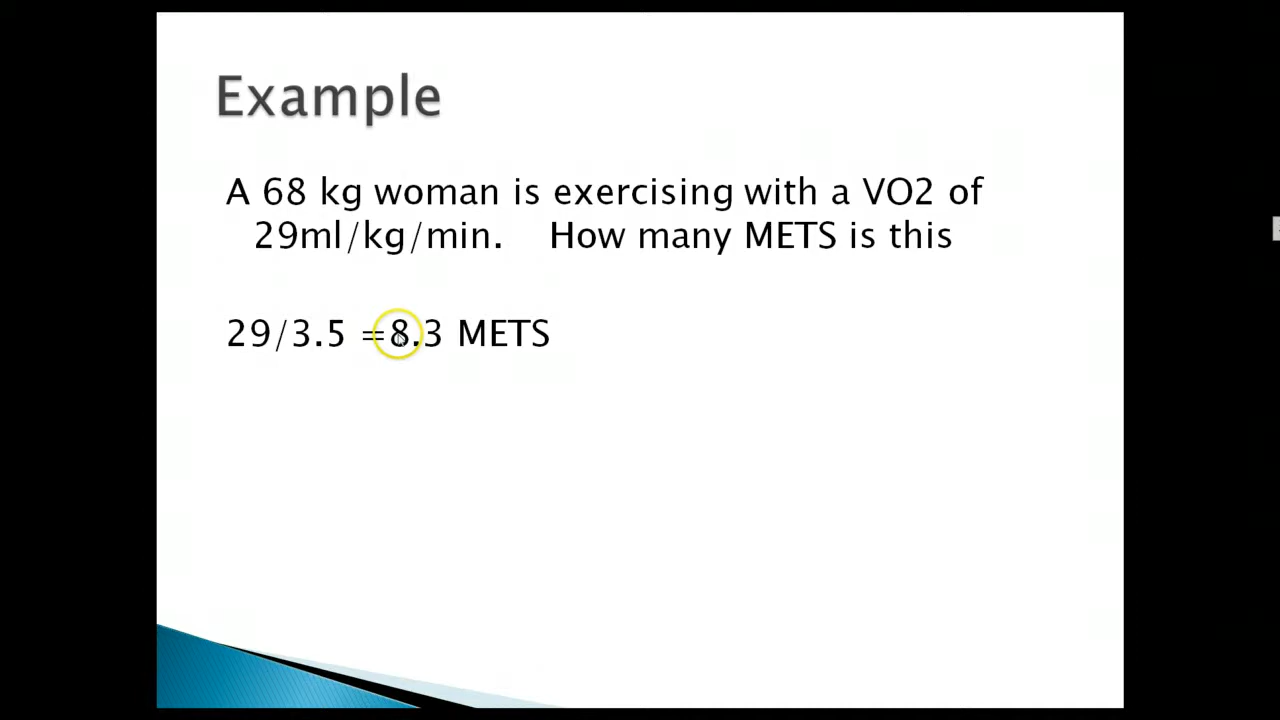 Example
A 68 kg woman is exercising with a VO2 of
29ml/kg/min. How many METS is this
29/3.5 =8.3 METS